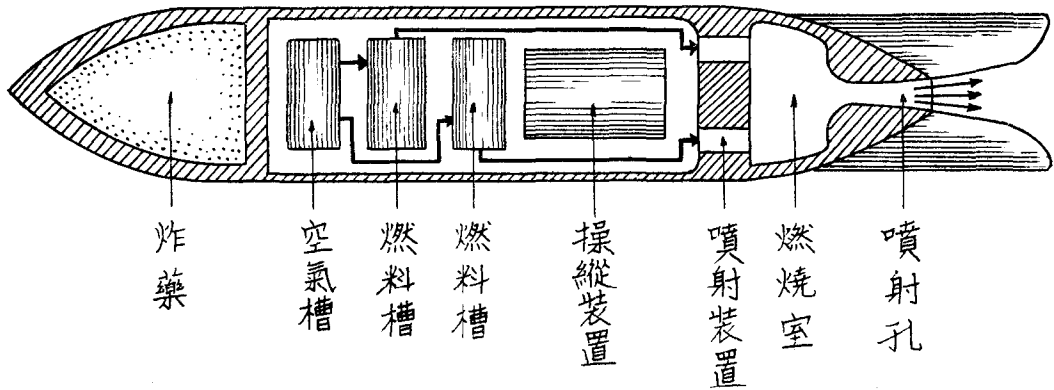 炸藥
空氣槽
燃料槽
燃料槽
操縱裝置
噴射裝置
燃燒室
噴射孔